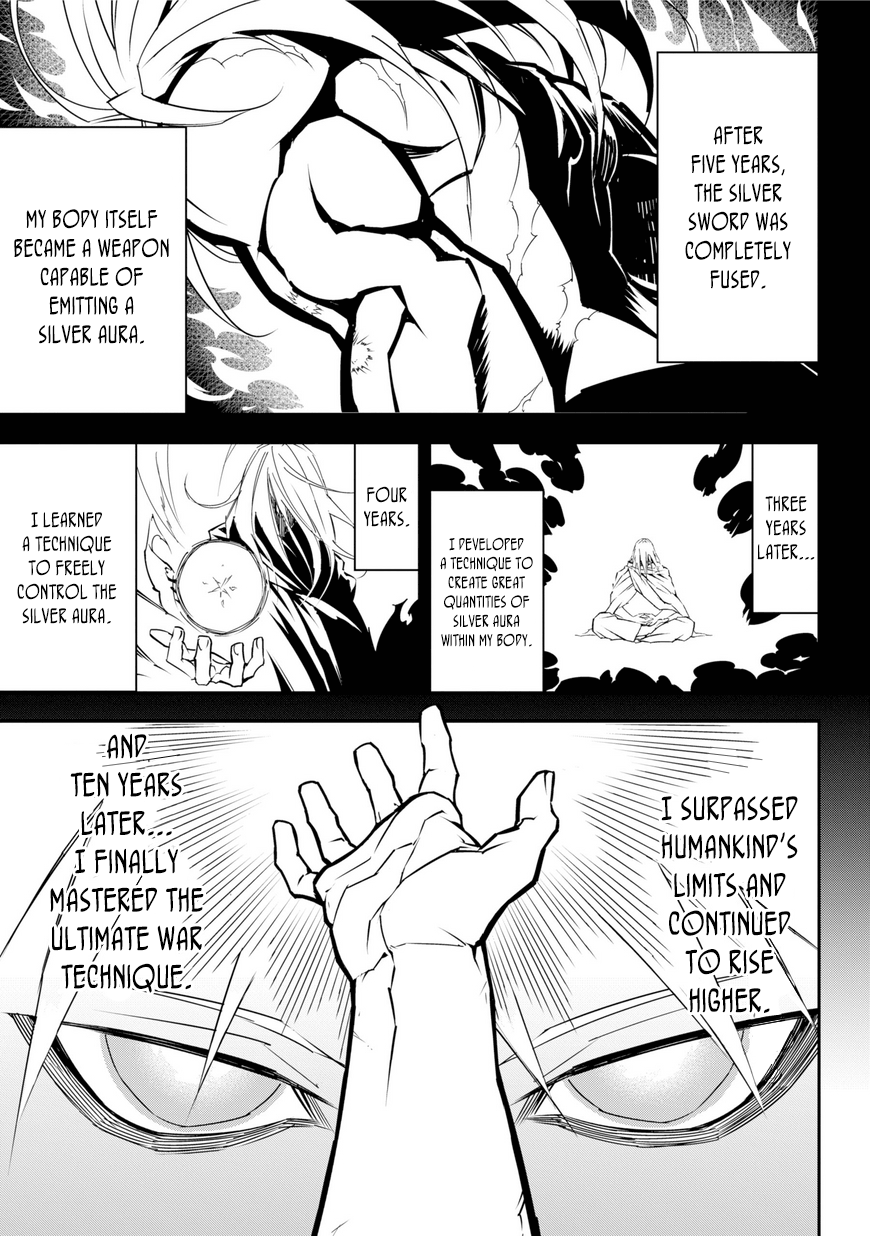 AFTER
FIVE YEARS,
THE SILVER
SWORD WAS
COMPLETELY
FUSED.
MY BODY ITSELF
BECAME A WEAPON
CAPABLE OF
EMITTING A
SILVER AURA.
THREE
YEARS
LATER...
I DEVELOPED
A TECHNIQUE TO
CREATE GREAT
QUANTITIES OF
SILVER AURA
WITHIN MY BODY.
FOUR
YEARS.
I LEARNED
A TECHNIQUE
TO FREELY
CONTROL THE
SILVER AURA.
I SURPASSED
HUMANKIND'S
LIMITS AND
CONTINUED
TO RISE
HIGHER.
AND
TEN YEARS
LATER...
I FINALLY
MASTERED THE
ULTIMATE WAR
TECHNIQUE.